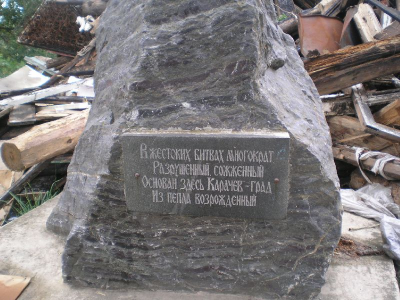 В жестоких битвах многократ
Разрушенный сожженный
Основан здесь Карачев-град
Из пепла возрожденный